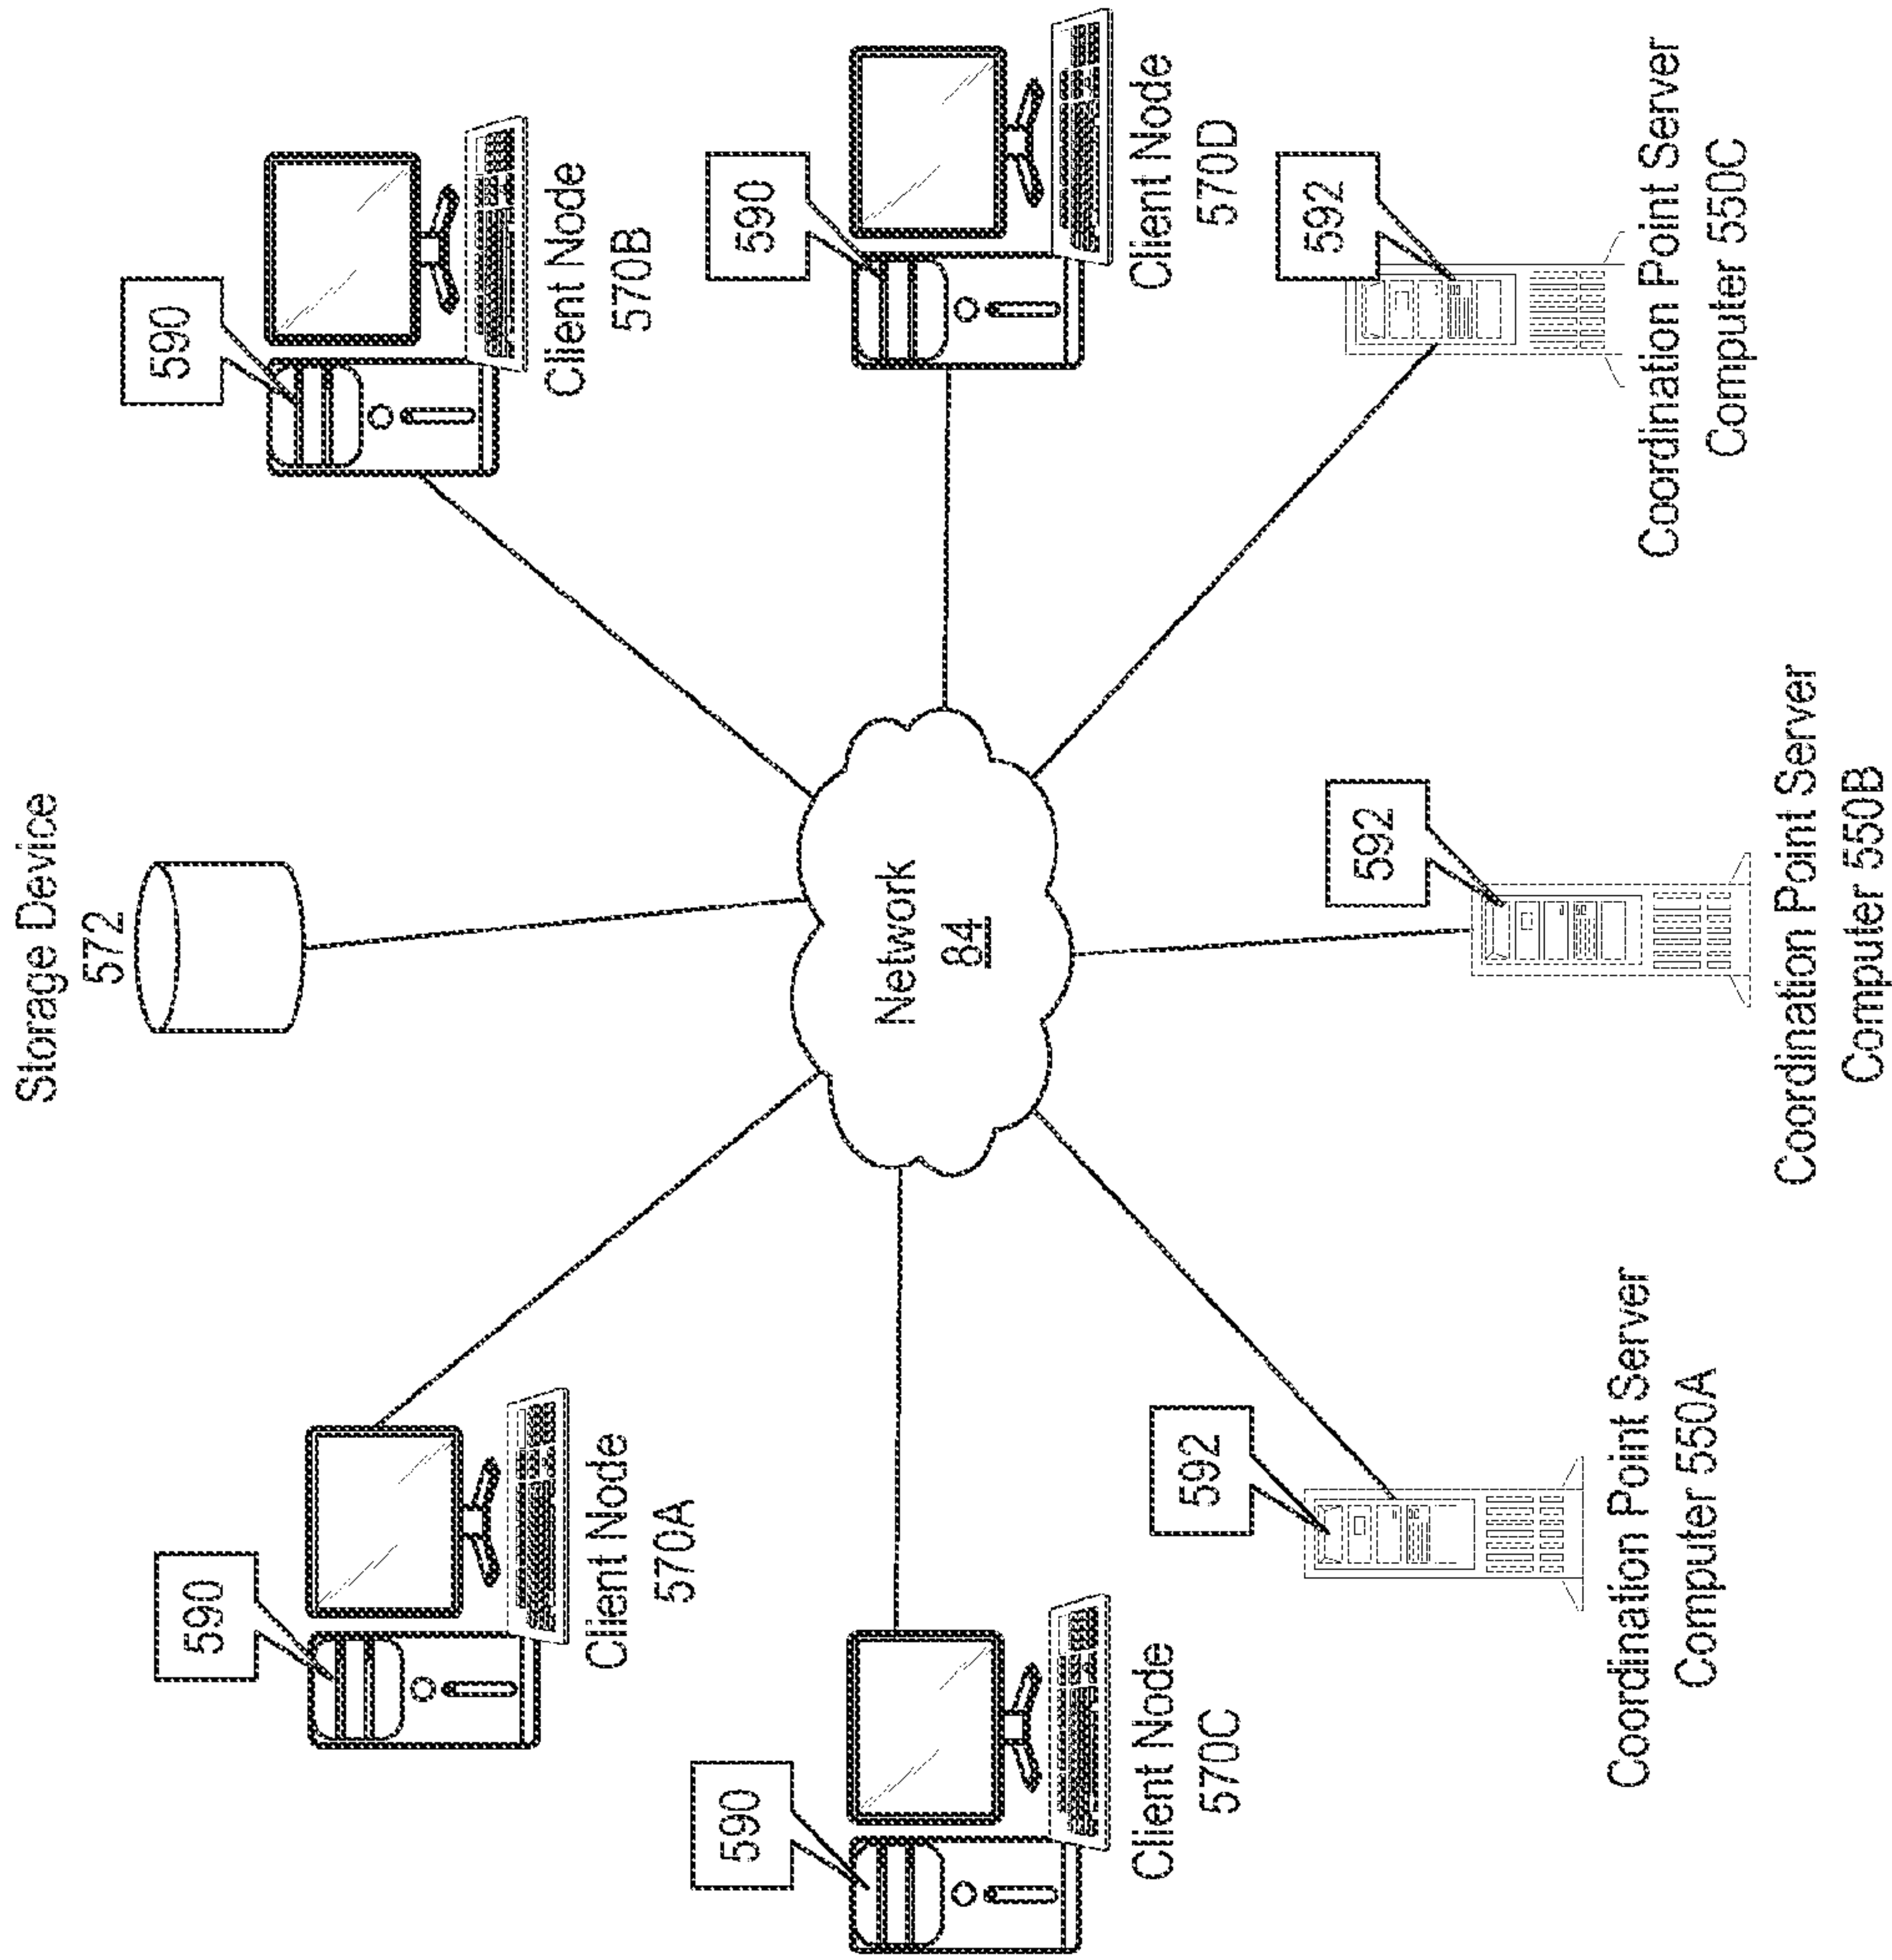 Storage Device
572
590
Client Node
570A
590
Client Node
570B
590
Client Node
570C
Network
84
590
Client Node
570D
592
Coordination Point Server
Computer 550A
592
Coordination Point Server
Computer 550B
592
Coordination Point Server
Computer 550C